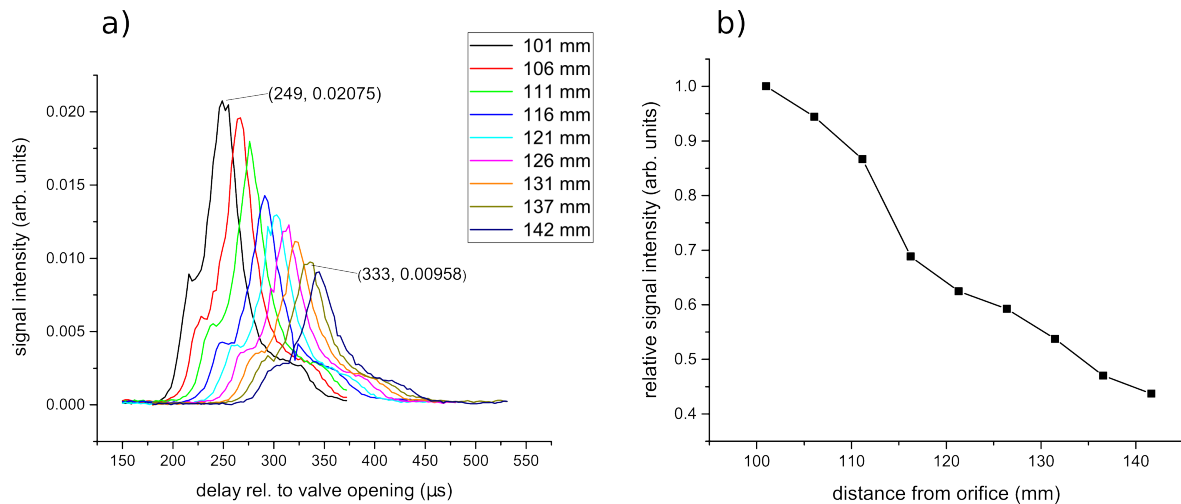 a)
101 mm
106 mm
111 mm
116 mm
121 mm
126 mm
131 mm
137 mm
142 mm
(249, 0.02075)
(333, 0.00958)
signal intensity (arb. units)
0.020
0.015
0.010
0.005
0.000
150 200 250 300 350 400 450 500 550
delay rel. to valve opening (µs)
b)
relative signal intensity (arb. units)
1.0
0.9
0.8
0.7
0.6
0.5
0.4
100 110 120 130 140
distance from orifice (mm)